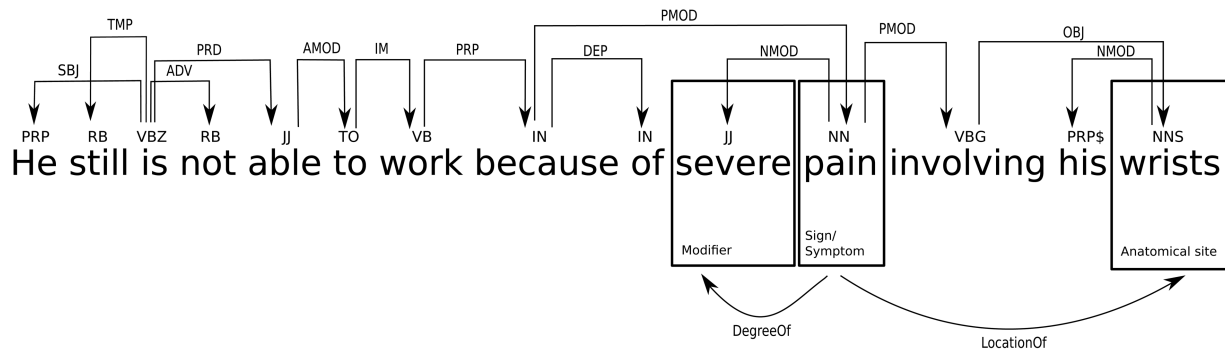 PMOD
TMP PRD AMOD IM PRP DEP NMOD PMOD OBJ
SBJ ADV NMOD
PRP RB VBZ RB JJ TO VB IN IN JJ NN VBG PRP$ NNS
He still is not able to work because of severe pain involving his wrists
Modifier Sign/ Symptom Anatomical site
DegreeOf LocationOf